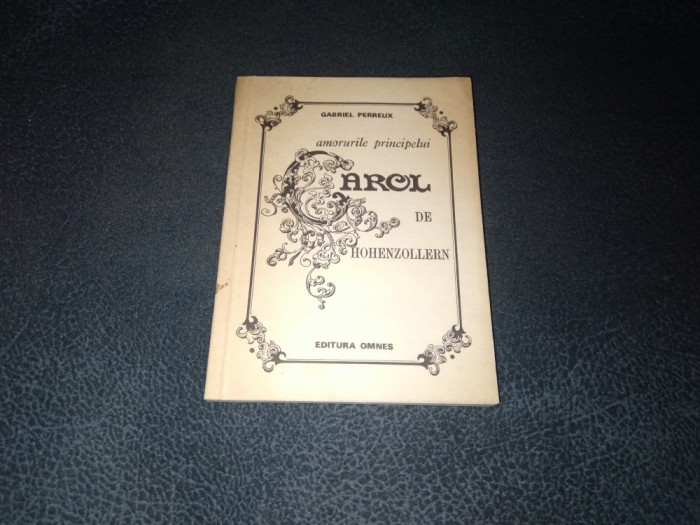 GABRIEL PERREUX
amorurile principelui
CAROL
DE
HOHENZOLLERN
EDITURA OMNES